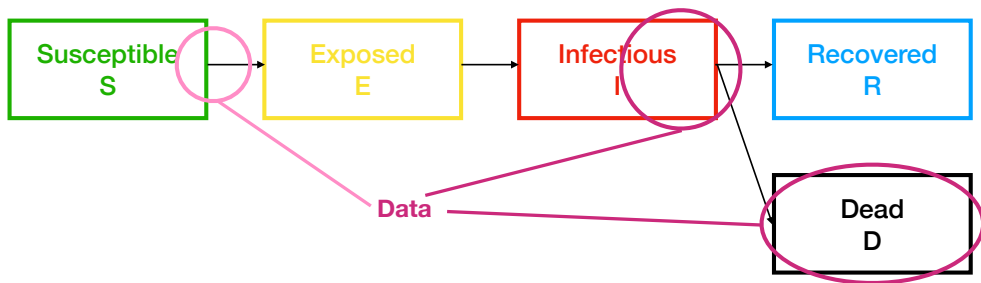 Susceptible
S
Exposed
E
Infectious
I
Recovered
R
Data
Dead
D